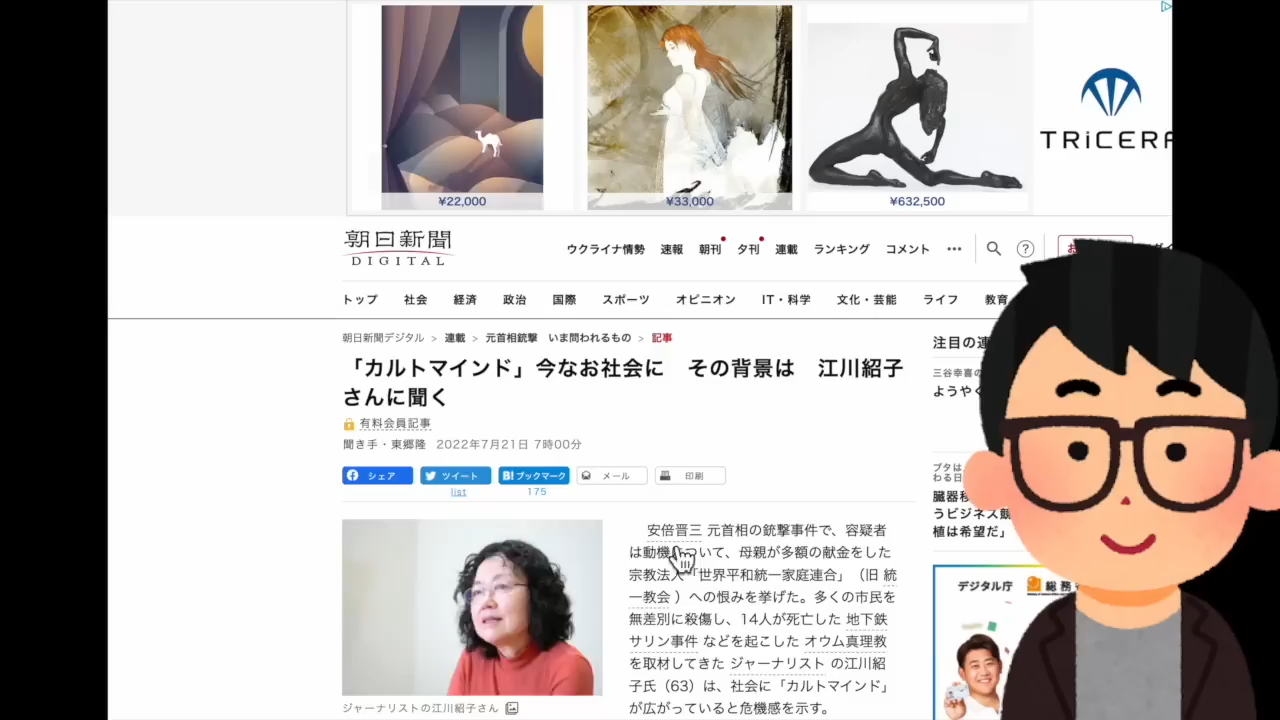 ¥22,000
¥33,000
¥632,500
TRiCERA
朝日新聞
DIGITAL
ウクライナ情勢 速報 朝刊 夕刊 連載 ランキング コメント •••
トップ 社会 経済 政治 国際 スポーツ オピニオン IT・科学 文化・芸能 ライフ 教育
朝日新聞デジタル > 連載 > 元首相銃撃 いま問われるもの > 記事
「カルトマインド」今なお社会に その背景は 江川紹子
さんに聞く
有料会員記事
聞き手・東郷隆 2022年7月21日 7時00分
シェア ツイート B!ブックマーク メール 印刷
list 175
安倍晋三 元首相の銃撃事件で、容疑者
は動機について、母親が多額の献金をした
宗教法人「世界平和統一家庭連合」（旧 統
一教会 ）への恨みを挙げた。多くの市民を
無差別に殺傷し、14人が死亡した 地下鉄
サリン事件 などを起こした オウム真理教
を取材してきた ジャーナリスト の江川紹
子氏（63）は、社会に「カルトマインド」
が広がっていると危機感を示す。
ジャーナリストの江川紹子さん
注目の連
三谷幸喜の
ようやく
ブタは
わる日
臓器移
うビジネス競
植は希望だ」
デジタル庁 総務